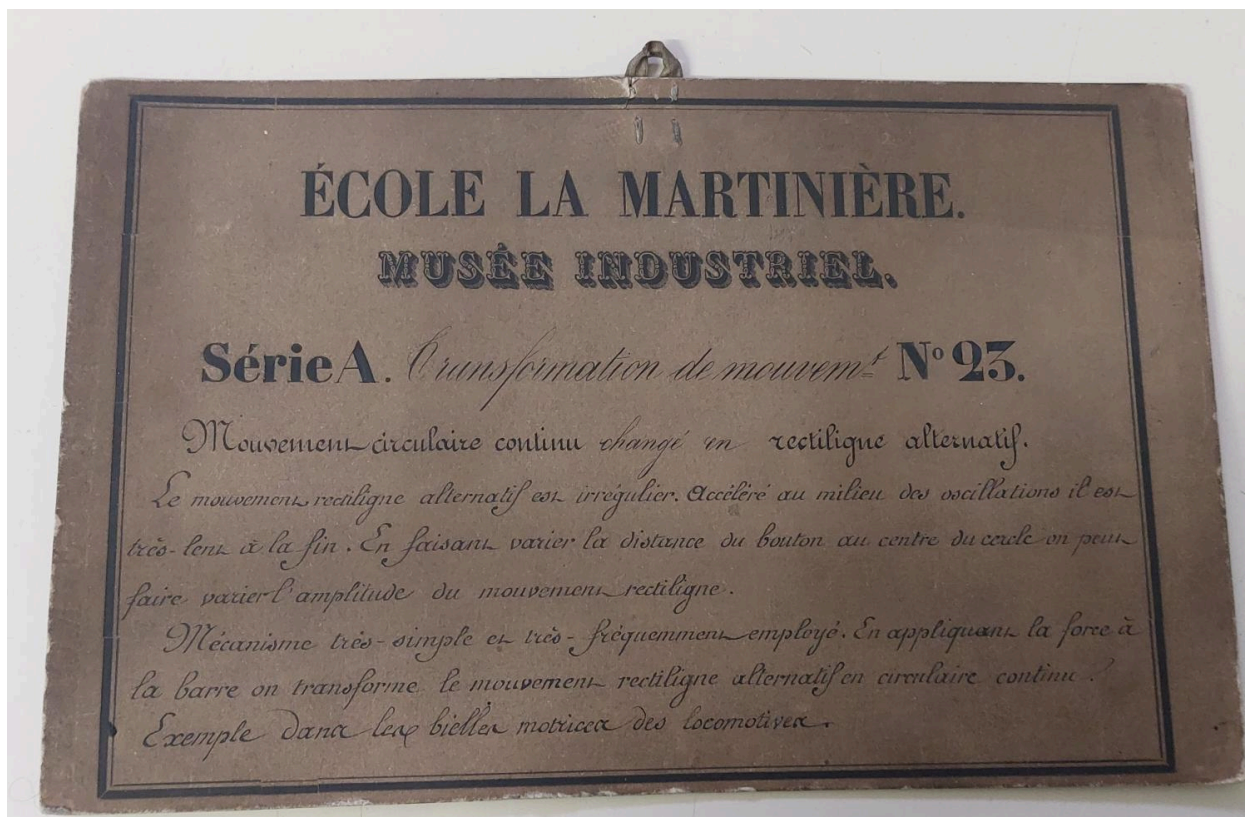 ÉCOLE LA MARTINIÈRE.
MUSÉE INDUSTRIEL.
Série A. Transformation de mouvemt. Nº 23.
Mouvement circulaire continu changé en rectiligne alternatif.
Le mouvement rectiligne alternatif est irrégulier. Accéléré au milieu des oscillations il est
très-lent à la fin. En faisant varier la distance du bouton au centre du cercle on peut
faire varier l'amplitude du mouvement rectiligne.
Mécanisme très-simple et très-fréquemment employé. En appliquant la force à
la barre on transforme le mouvement rectiligne alternatif en circulaire continu ?
Exemple dans les bielles motrices des locomotives.